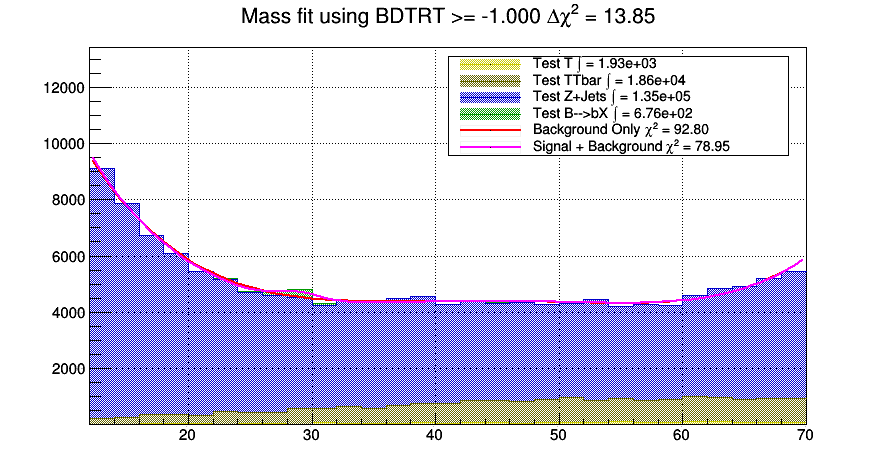 Mass fit using BDTRT >= -1.000 Δχ² = 13.85
Test T ∫ = 1.93e+03
Test TTbar ∫ = 1.86e+04
Test Z+Jets ∫ = 1.35e+05
Test B-->bX ∫ = 6.76e+02
Background Only χ² = 92.80
Signal + Background χ² = 78.95
12000
10000
8000
6000
4000
2000
20 30 40 50 60 70